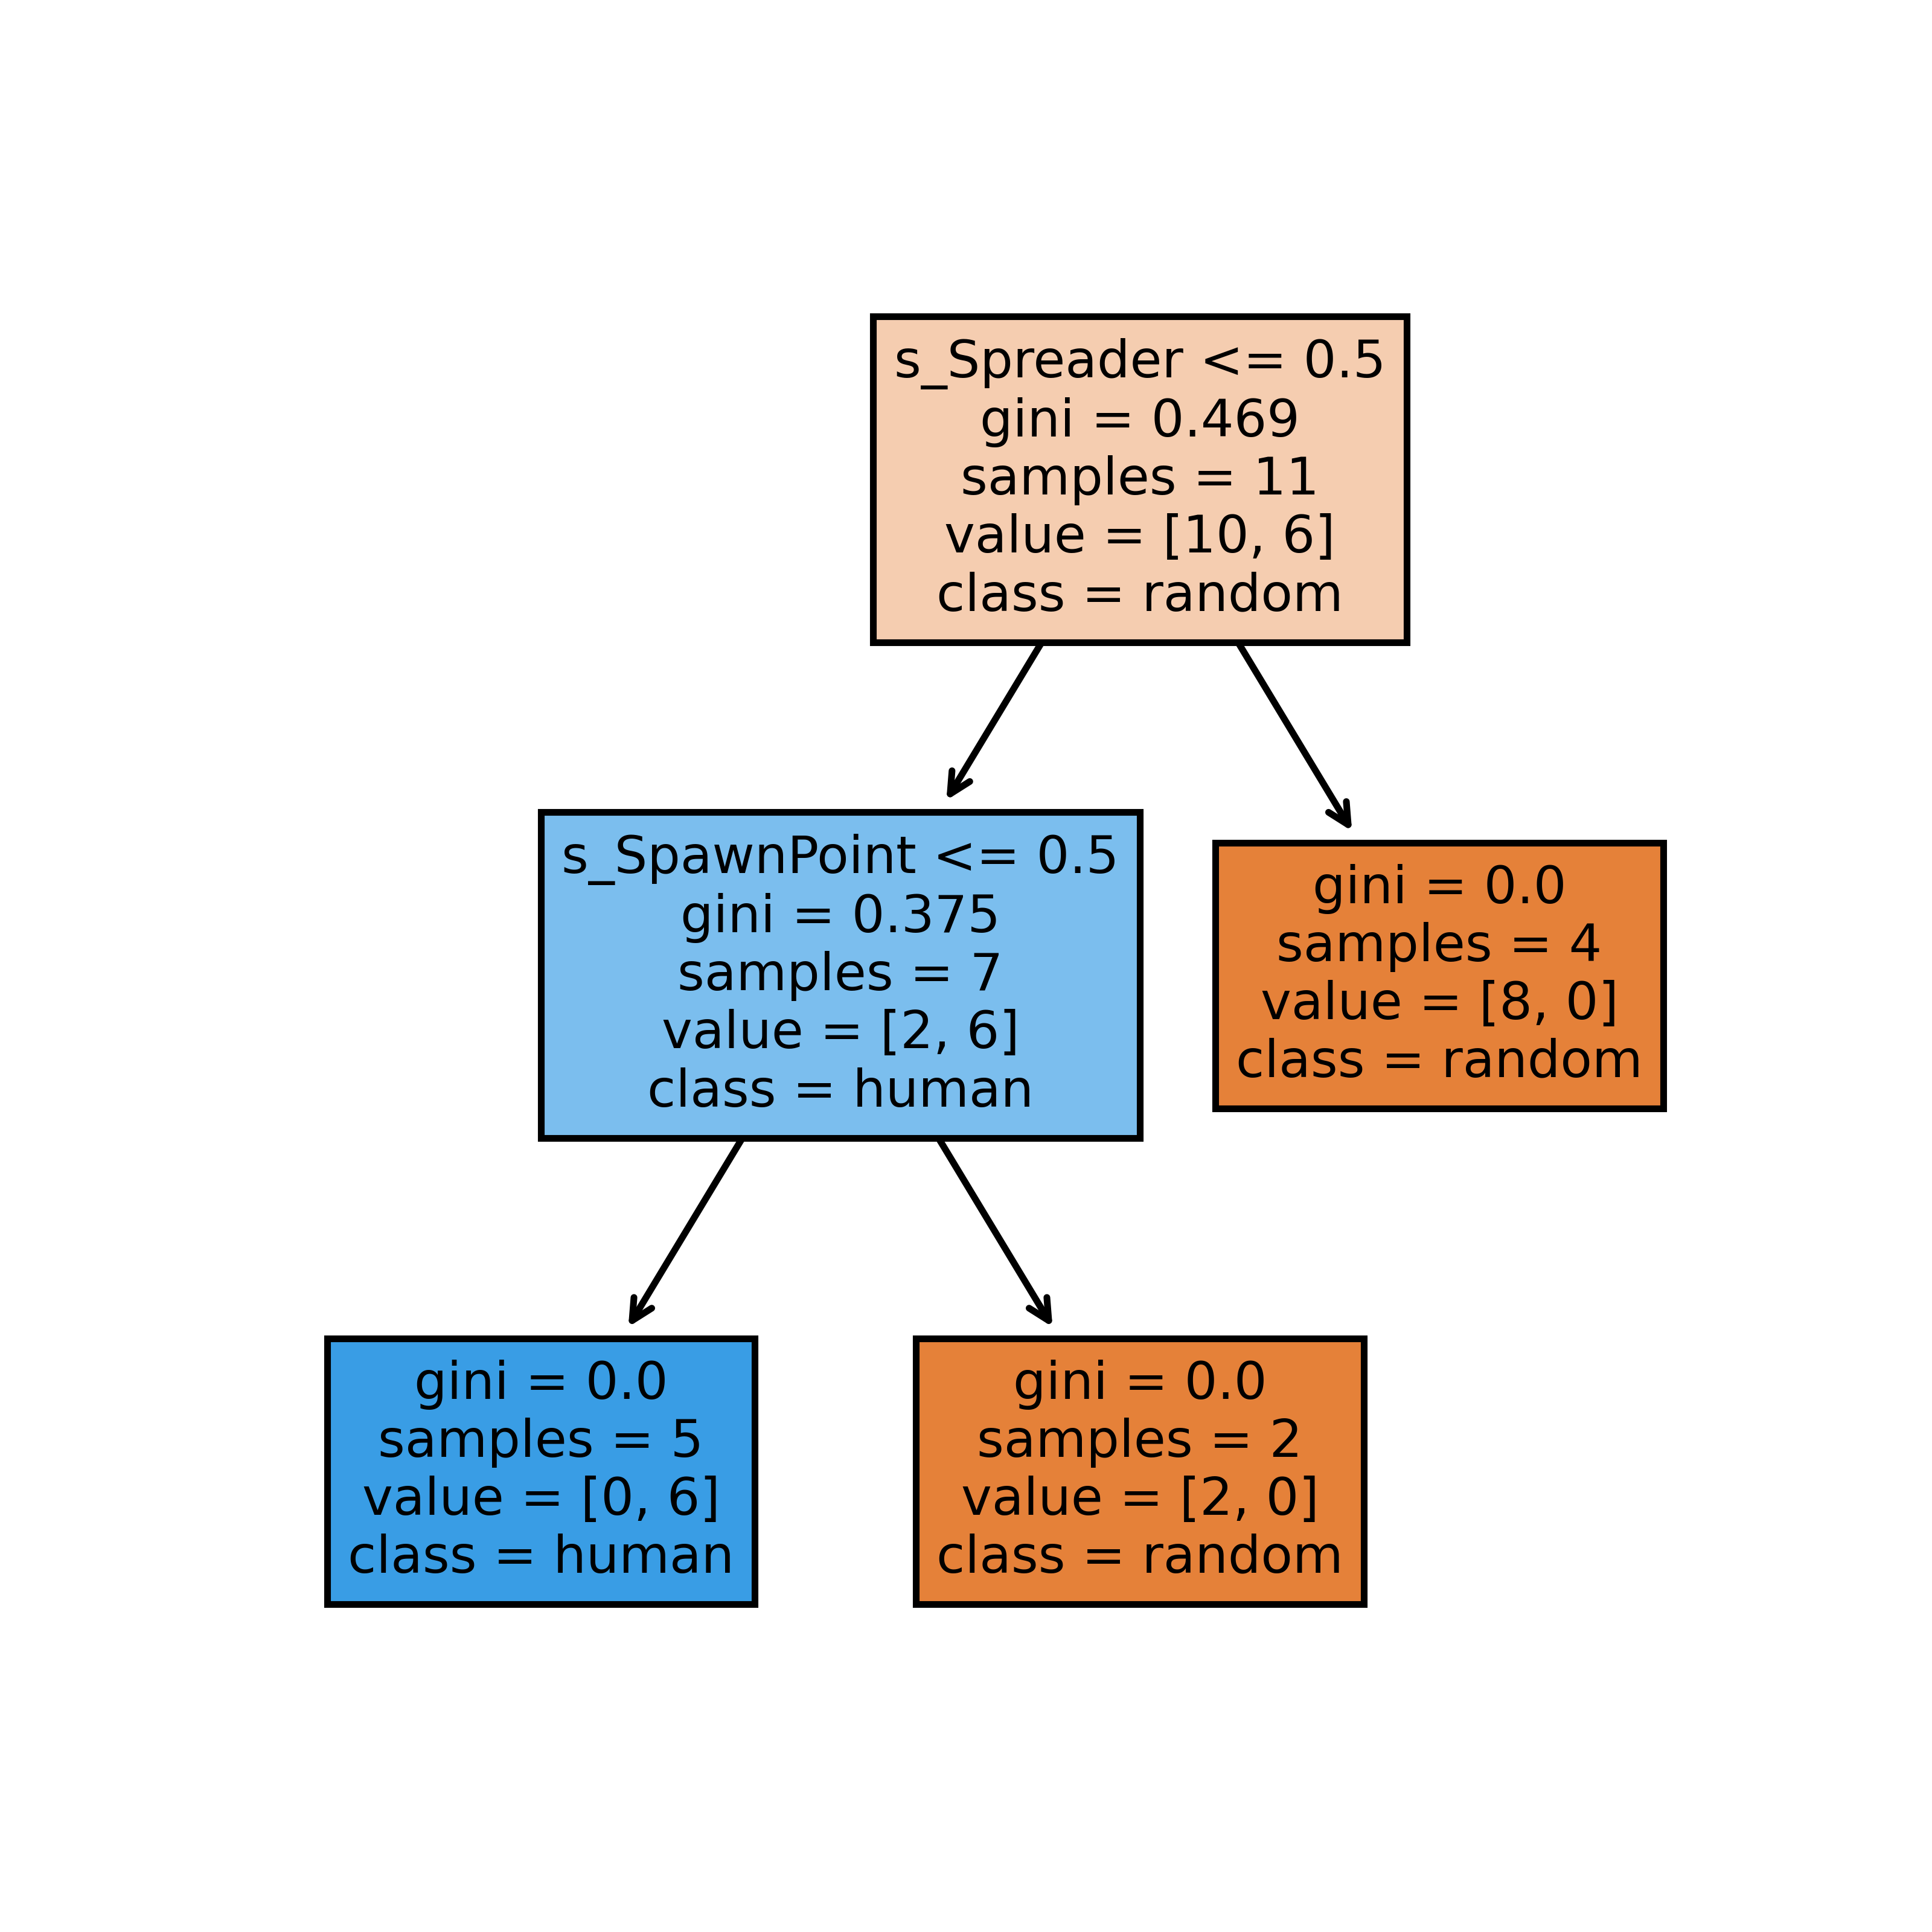 s_Spreader <= 0.5
gini = 0.469
samples = 11
value = [10, 6]
class = random
s_SpawnPoint <= 0.5
gini = 0.375
samples = 7
value = [2, 6]
class = human
gini = 0.0
samples = 4
value = [8, 0]
class = random
gini = 0.0
samples = 5
value = [0, 6]
class = human
gini = 0.0
samples = 2
value = [2, 0]
class = random